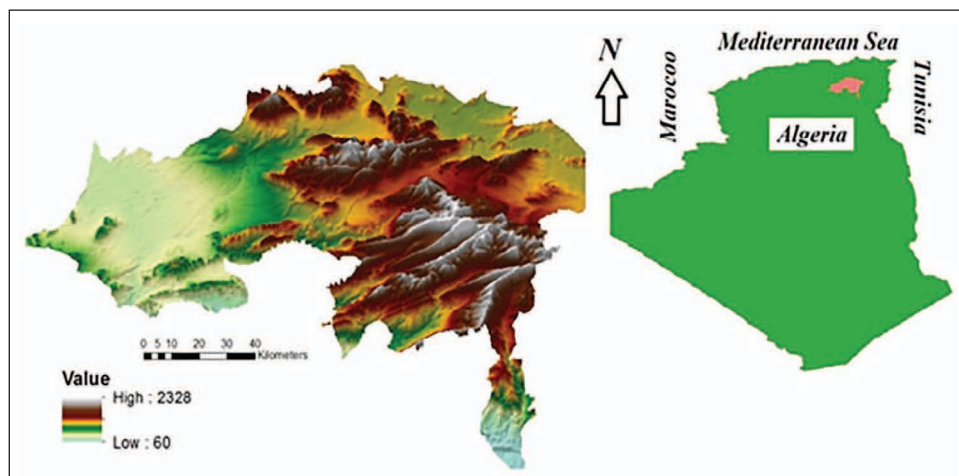 Mediterranean Sea
N
Marocoo
Tunisia
Algeria
0 5 10 20 30 40
Kilometers
Value
High : 2328
Low : 60